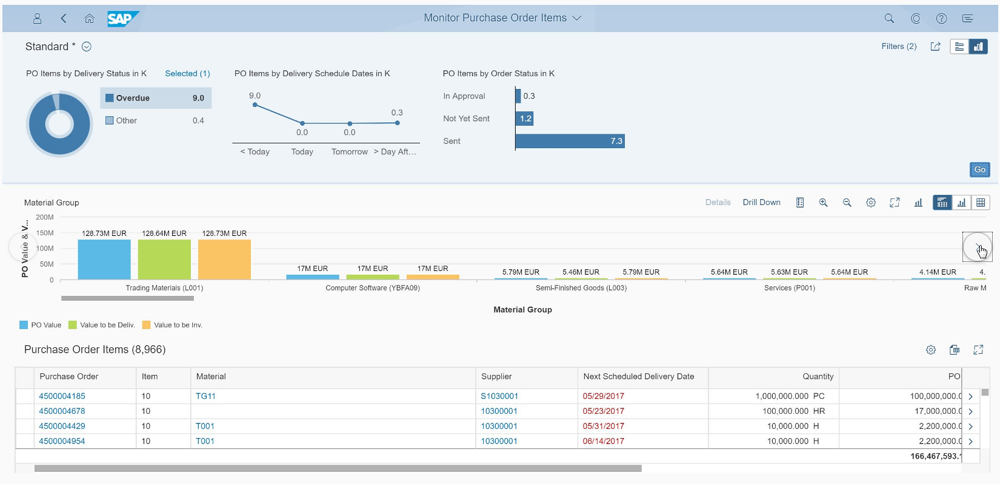 SAP
Monitor Purchase Order Items
Standard *
Filters (2)
PO Items by Delivery Status in K
Selected (1)
Overdue 9.0
Other 0.4
PO Items by Delivery Schedule Dates in K
9.0
0.0
0.0
0.3
< Today Today Tomorrow > Day Aft...
PO Items by Order Status in K
In Approval 0.3
Not Yet Sent 1.2
Sent 7.3
Go
Material Group
Details Drill Down
PO Value & V...
200M
150M
100M
50M
0
128.73M EUR 128.64M EUR 128.73M EUR
17M EUR 17M EUR 17M EUR
5.79M EUR 5.46M EUR 5.79M EUR
5.64M EUR 5.63M EUR 5.64M EUR
4.14M EUR 4.
Trading Materials (L001) Computer Software (YBFA09) Semi-Finished Goods (L003) Services (P001) Raw M
Material Group
PO Value Value to be Deliv. Value to be Inv.
Purchase Order Items (8,966)
Purchase Order Item Material Supplier Next Scheduled Delivery Date Quantity PO
4500004185 10 TG11 S1030001 05/29/2017 1,000,000.000 PC 100,000,000.0
4500004678 10 10300001 05/23/2017 100,000.000 HR 17,000,000.0
4500004429 10 T001 10300001 05/31/2017 10,000.000 H 2,200,000.0
4500004954 10 T001 10300001 06/14/2017 10,000.000 H 2,200,000.0
166,467,593.1